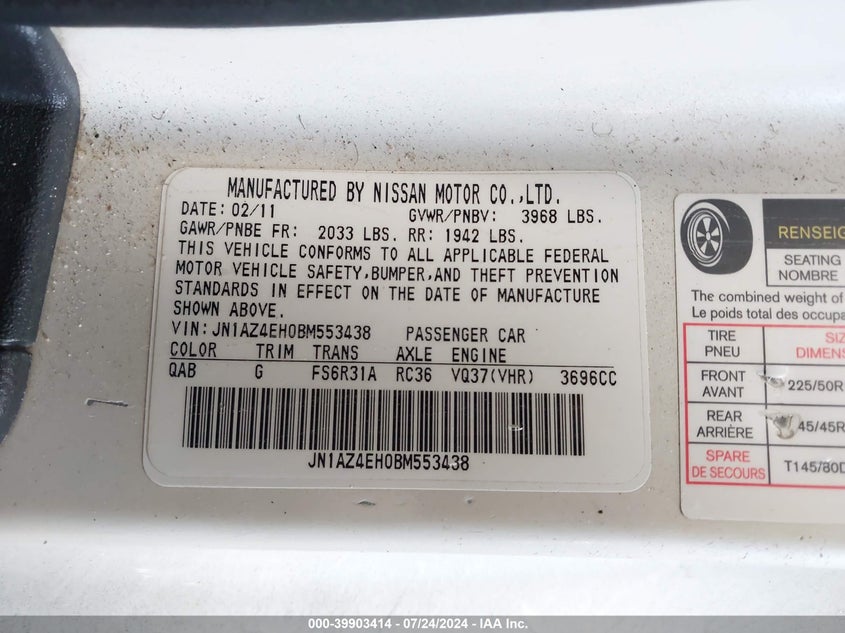 MANUFACTURED BY NISSAN MOTOR CO.,LTD.
DATE: 02/11 GVWR/PNBV: 3968 LBS.
GAWR/PNBE FR: 2033 LBS. RR: 1942 LBS.
THIS VEHICLE CONFORMS TO ALL APPLICABLE FEDERAL
MOTOR VEHICLE SAFETY,BUMPER,AND THEFT PREVENTION
STANDARDS IN EFFECT ON THE DATE OF MANUFACTURE
SHOWN ABOVE.
VIN: JN1AZ4EH0BM553438 PASSENGER CAR
COLOR TRIM TRANS AXLE ENGINE
QAB G FS6R31A RC36 VQ37(VHR) 3696CC
JN1AZ4EH0BM553438
RENSEIG
SEATING
NOMBRE
The combined weight of
Le poids total des occupa
TIRE SIZ
PNEU DIMENS
FRONT
AVANT 225/50R
REAR
ARRIÈRE 45/45R
SPARE
DE SECOURS T145/80D
000-39903414 - 07/24/2024 - IAA Inc.